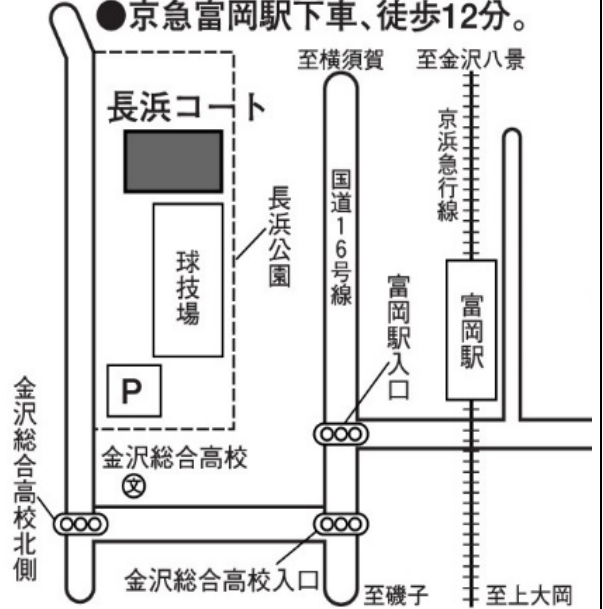 ●京急富岡駅下車、徒歩12分。
至横須賀
至金沢八景
長浜コート
京浜急行線
国道16号線
長浜公園
球技場
富岡駅入口
富岡駅
P
金沢総合高校北側
金沢総合高校
文
金沢総合高校入口
至磯子
至上大岡